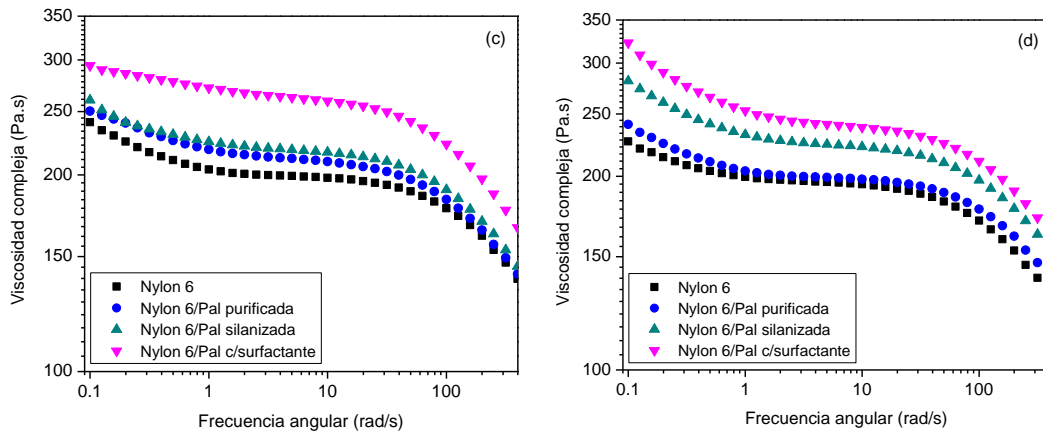 (c)
350
300
250
200
150
100
Viscosidad compleja (Pa.s)
Nylon 6
Nylon 6/Pal purificada
Nylon 6/Pal silanizada
Nylon 6/Pal c/surfactante
0.1 1 10 100
Frecuencia angular (rad/s)
(d)
350
300
250
200
150
100
Viscosidad compleja (Pa.s)
Nylon 6
Nylon 6/Pal purificada
Nylon 6/Pal silanizada
Nylon 6/Pal c/surfactante
0.1 1 10 100
Frecuencia angular (rad/s)